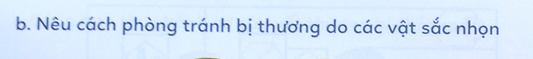 b. Nêu cách phòng tránh bị thương do các vật sắc nhọn